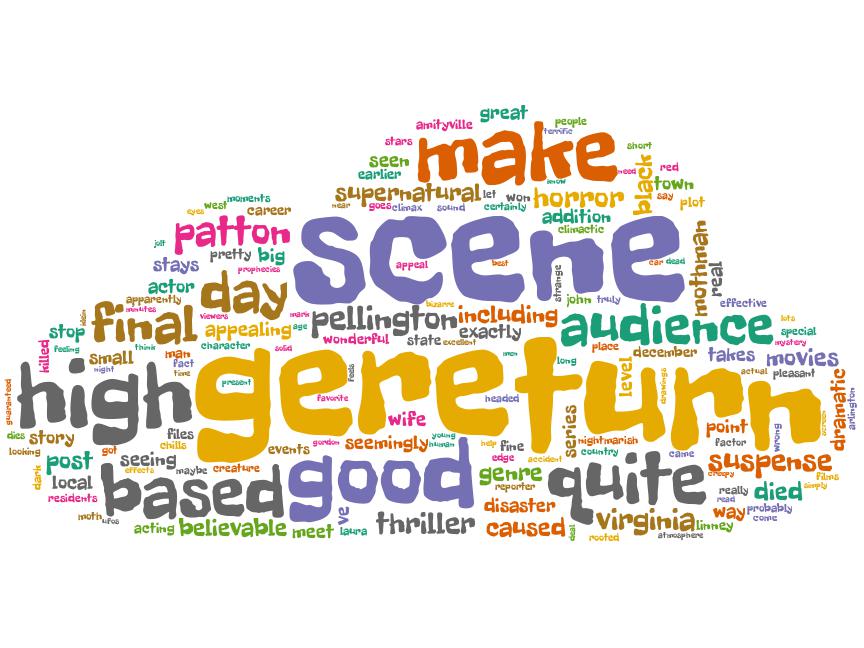 great
amityville
people
terrific
stars
make
short
seen
earlier
need
red
know
black
town
supernatural
let
won
horror
say
plot
moments
west
eyes
career
near
goes
climax
sound
certainly
addition
climactic
patton
scene
mothman
jolt
pretty
big
stays
prophecies
appeal
best
car
dead
real
strange
actor
day
apparently
john
truly
effective
bizarre
minutes
viewers
mark
final
pellington
including
audience
lots
stop
appealing
age
exactly
special
wonderful
state
excellent
mystery
killed
feeling
think
character
solid
place
december
takes
movies
small
man
fact
men
long
pleasant
night
time
high
gere
turn
feels
level
drawings
actual
present
guaranteed
favorite
headed
dramatic
arlington
screen
wife
series
point
dies
story
files
gordon
seemingly
young
human
nightmarish
factor
wrong
looking
chills
got
events
help
fine
country
came
dark
post
seeing
edge
accident
suspense
effects
maybe
creature
genre
creepy
local
based
good
quite
reporter
really
died
films
simply
residents
read
disaster
way
probably
moth
ufos
ve
virginia
come
acting
believable
meet
laura
thriller
caused
linney
deal
rooted
atmosphere